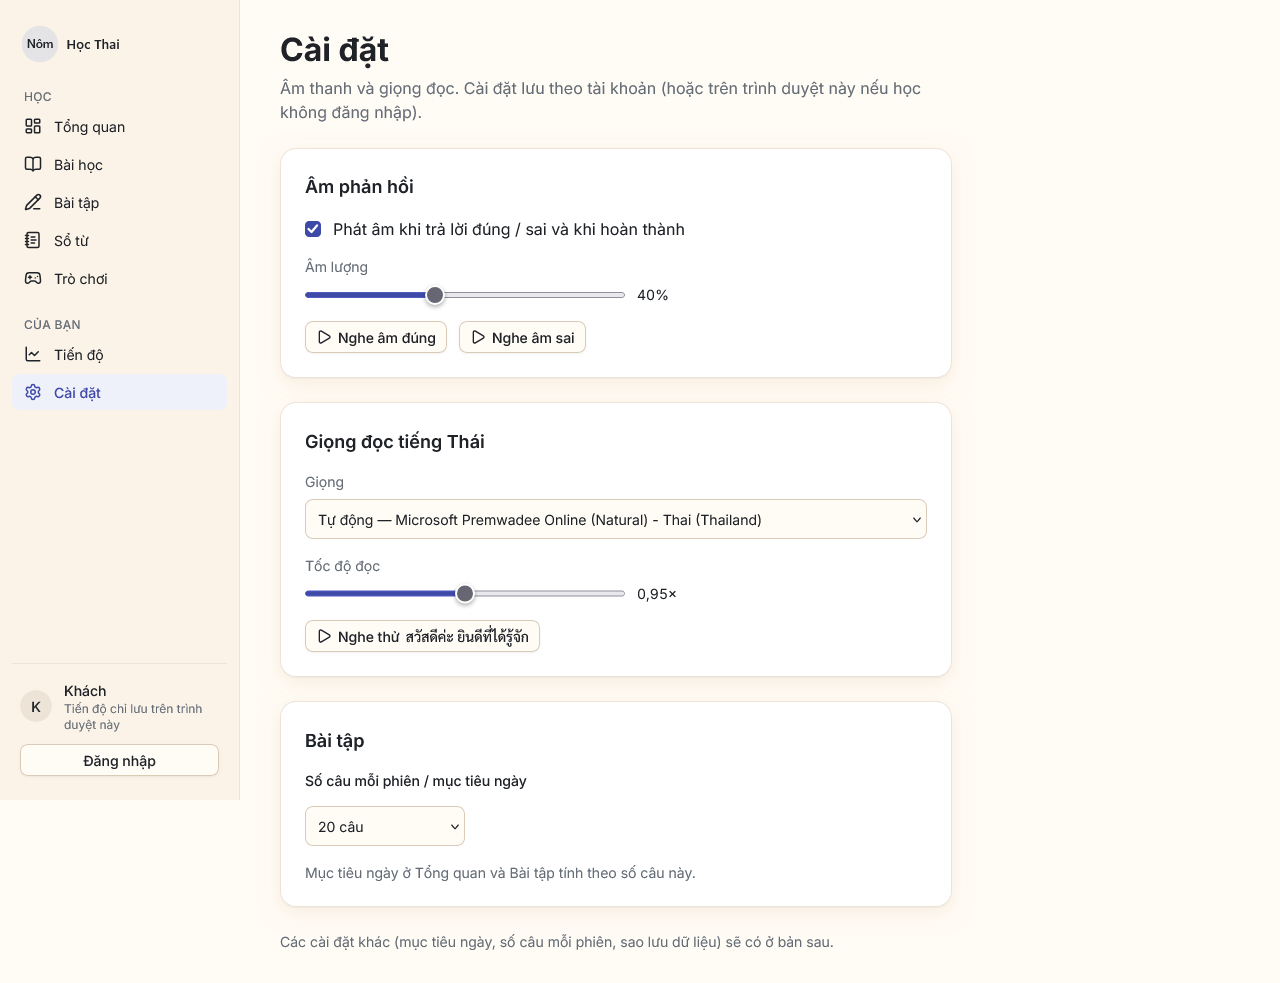 Nôm
Học Thai
HỌC
Tổng quan
Bài học
Bài tập
Sổ từ
Trò chơi
CỦA BẠN
Tiến độ
Cài đặt
K
Khách
Tiến độ chỉ lưu trên trình
duyệt này
Đăng nhập
Cài đặt
Âm thanh và giọng đọc. Cài đặt lưu theo tài khoản (hoặc trên trình duyệt này nếu học
không đăng nhập).
Âm phản hồi
Phát âm khi trả lời đúng / sai và khi hoàn thành
Âm lượng
40%
Nghe âm đúng
Nghe âm sai
Giọng đọc tiếng Thái
Giọng
Tự động — Microsoft Premwadee Online (Natural) - Thai (Thailand)
Tốc độ đọc
0,95×
Nghe thử สวัสดีค่ะ ยินดีที่ได้รู้จัก
Bài tập
Số câu mỗi phiên / mục tiêu ngày
20 câu
Mục tiêu ngày ở Tổng quan và Bài tập tính theo số câu này.
Các cài đặt khác (mục tiêu ngày, số câu mỗi phiên, sao lưu dữ liệu) sẽ có ở bản sau.